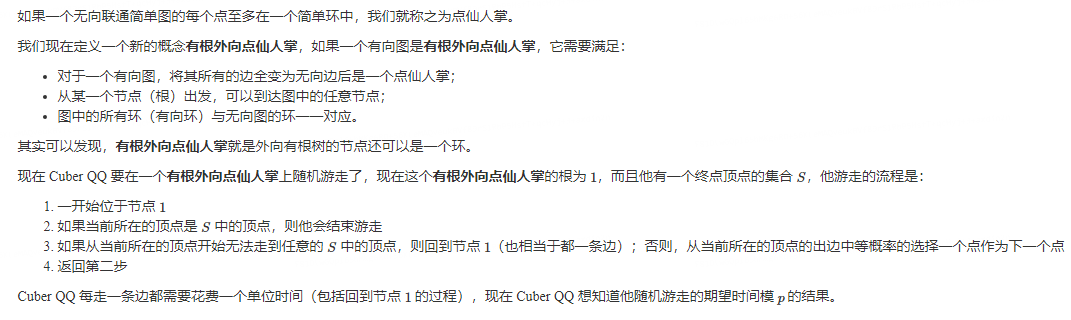 如果一个无向联通简单图的每个点至多在一个简单环中，我们就称之为点仙人掌。
我们现在定义一个新的概念有根外向点仙人掌，如果一个有向图是有根外向点仙人掌，它需要满足：
• 对于一个有向图，将其所有的边全变为无向边后是一个点仙人掌；
• 从某一个节点（根）出发，可以到达图中的任意节点；
• 图中的所有环（有向环）与无向图的环一一对应。
其实可以发现，有根外向点仙人掌就是外向有根树的节点还可以是一个环。
现在 Cuber QQ 要在一个有根外向点仙人掌上随机游走了，现在这个有根外向点仙人掌的根为 1，而且他有一个终点顶点的集合 S，他游走的流程是：
1. 一开始位于节点 1
2. 如果当前所在的顶点是 S 中的顶点，则他会结束游走
3. 如果从当前所在的顶点开始无法走到任意的 S 中的顶点，则回到节点 1（也相当于都一条边）；否则，从当前所在的顶点的出边中等概率的选择一个点作为下一个点
4. 返回第二步
Cuber QQ 每走一条边都需要花费一个单位时间（包括回到节点 1 的过程），现在 Cuber QQ 想知道他随机游走的期望时间模 p 的结果。